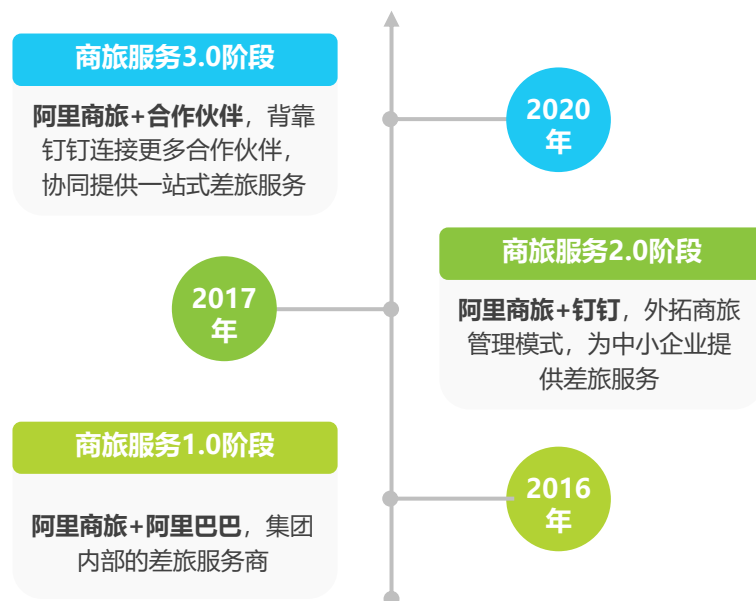 商旅服务3.0阶段
阿里商旅+合作伙伴，背靠
钉钉连接更多合作伙伴，
协同提供一站式差旅服务
2020
年
商旅服务2.0阶段
阿里商旅+钉钉，外拓商旅
管理模式，为中小企业提
供差旅服务
2017
年
商旅服务1.0阶段
阿里商旅+阿里巴巴，集团
内部的差旅服务商
2016
年